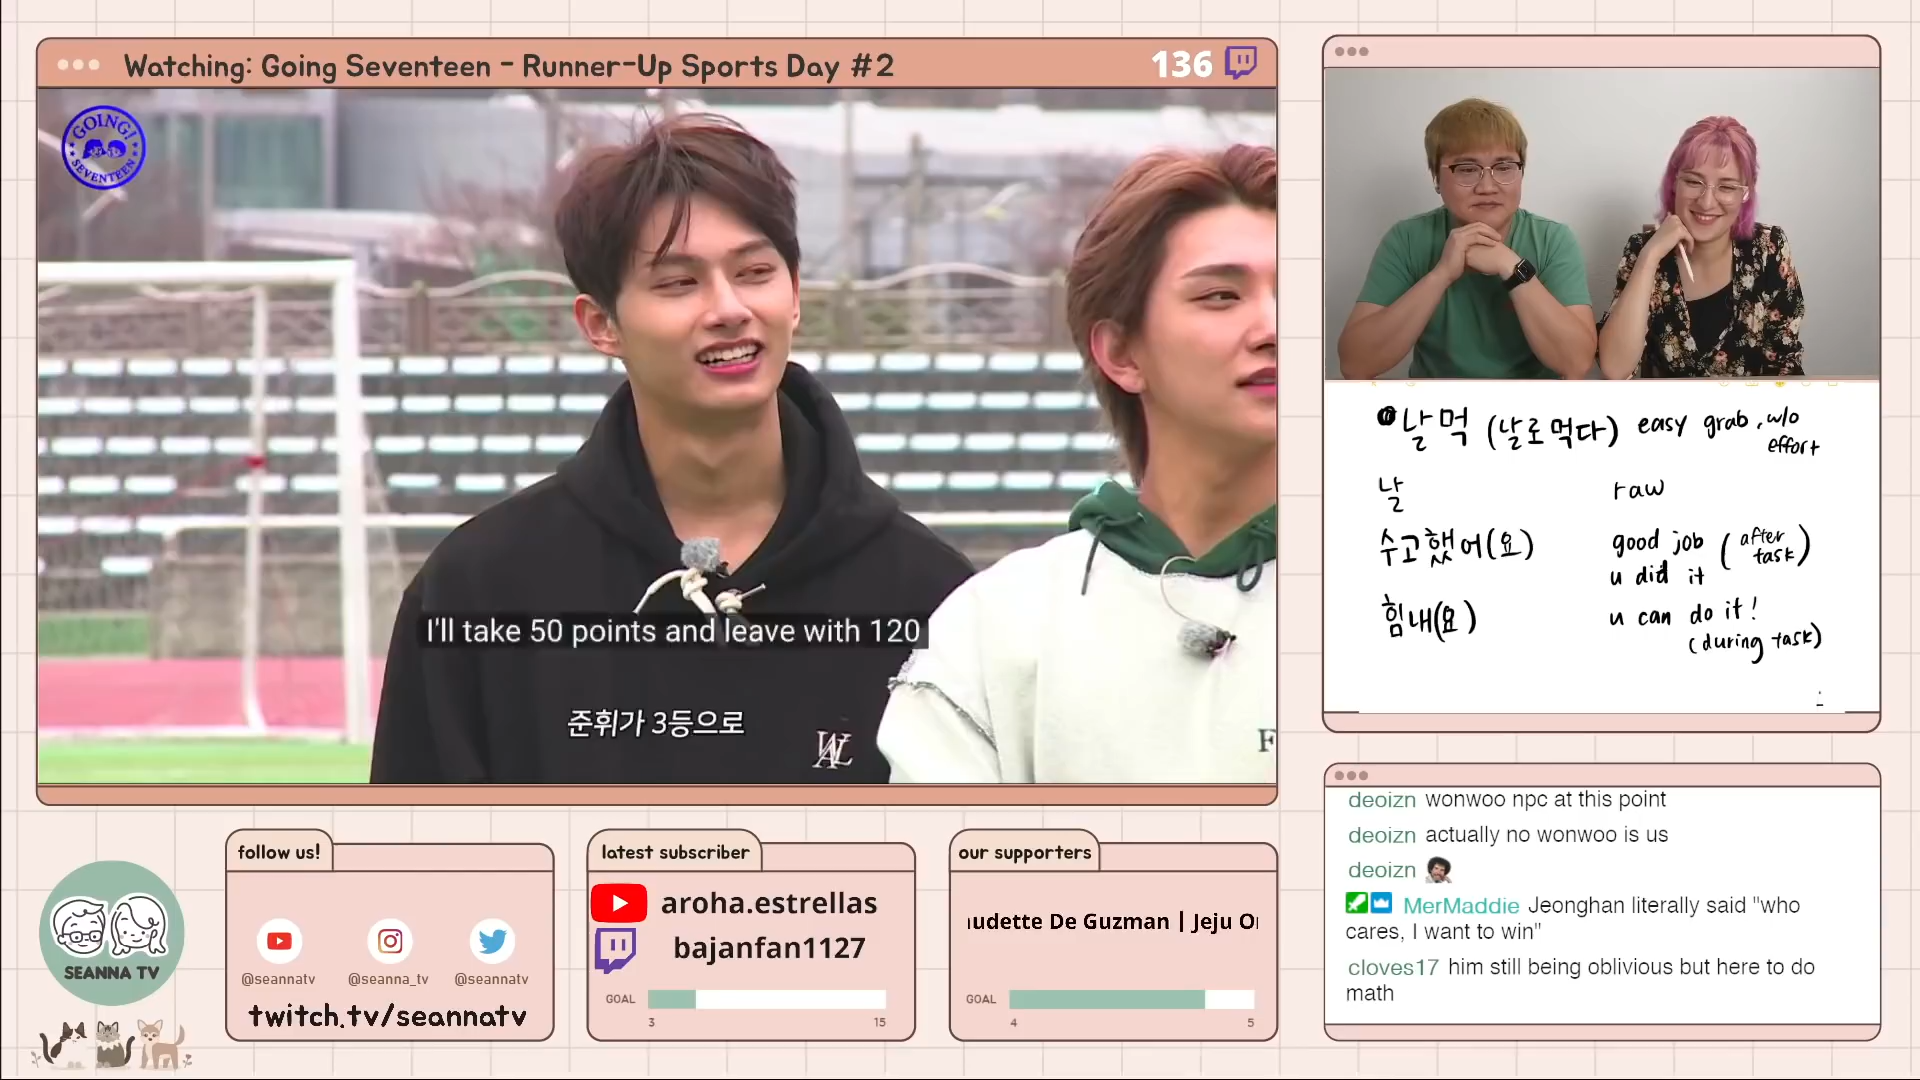 Watching: Going Seventeen - Runner-Up Sports Day #2
136
GOING!
SEVENTEEN
I'll take 50 points and leave with 120
준휘가 3등으로
WAL
F
날먹 (날로먹다) easy grab, w/o effort
날 raw
수고했어(요) good job (after task)
u did it
힘내(요) u can do it!
(during task)
deoizn wonwoo npc at this point
deoizn actually no wonwoo is us
deoizn
MerMaddie Jeonghan literally said "who
cares, I want to win"
cloves17 him still being oblivious but here to do
math
SEANNA TV
follow us!
@seannatv @seanna_tv @seannatv
twitch.tv/seannatv
latest subscriber
aroha.estrellas
bajanfan1127
GOAL
3 15
our supporters
udette De Guzman | Jeju O
GOAL
4 5